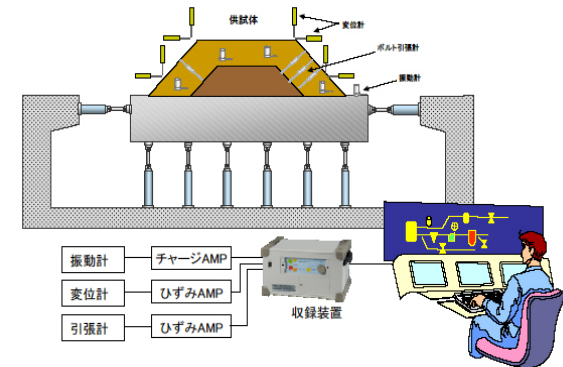 供試体
変位計
ボルト引張計
振動計
振動計 チャージAMP
変位計 ひずみAMP
引張計 ひずみAMP
収録装置